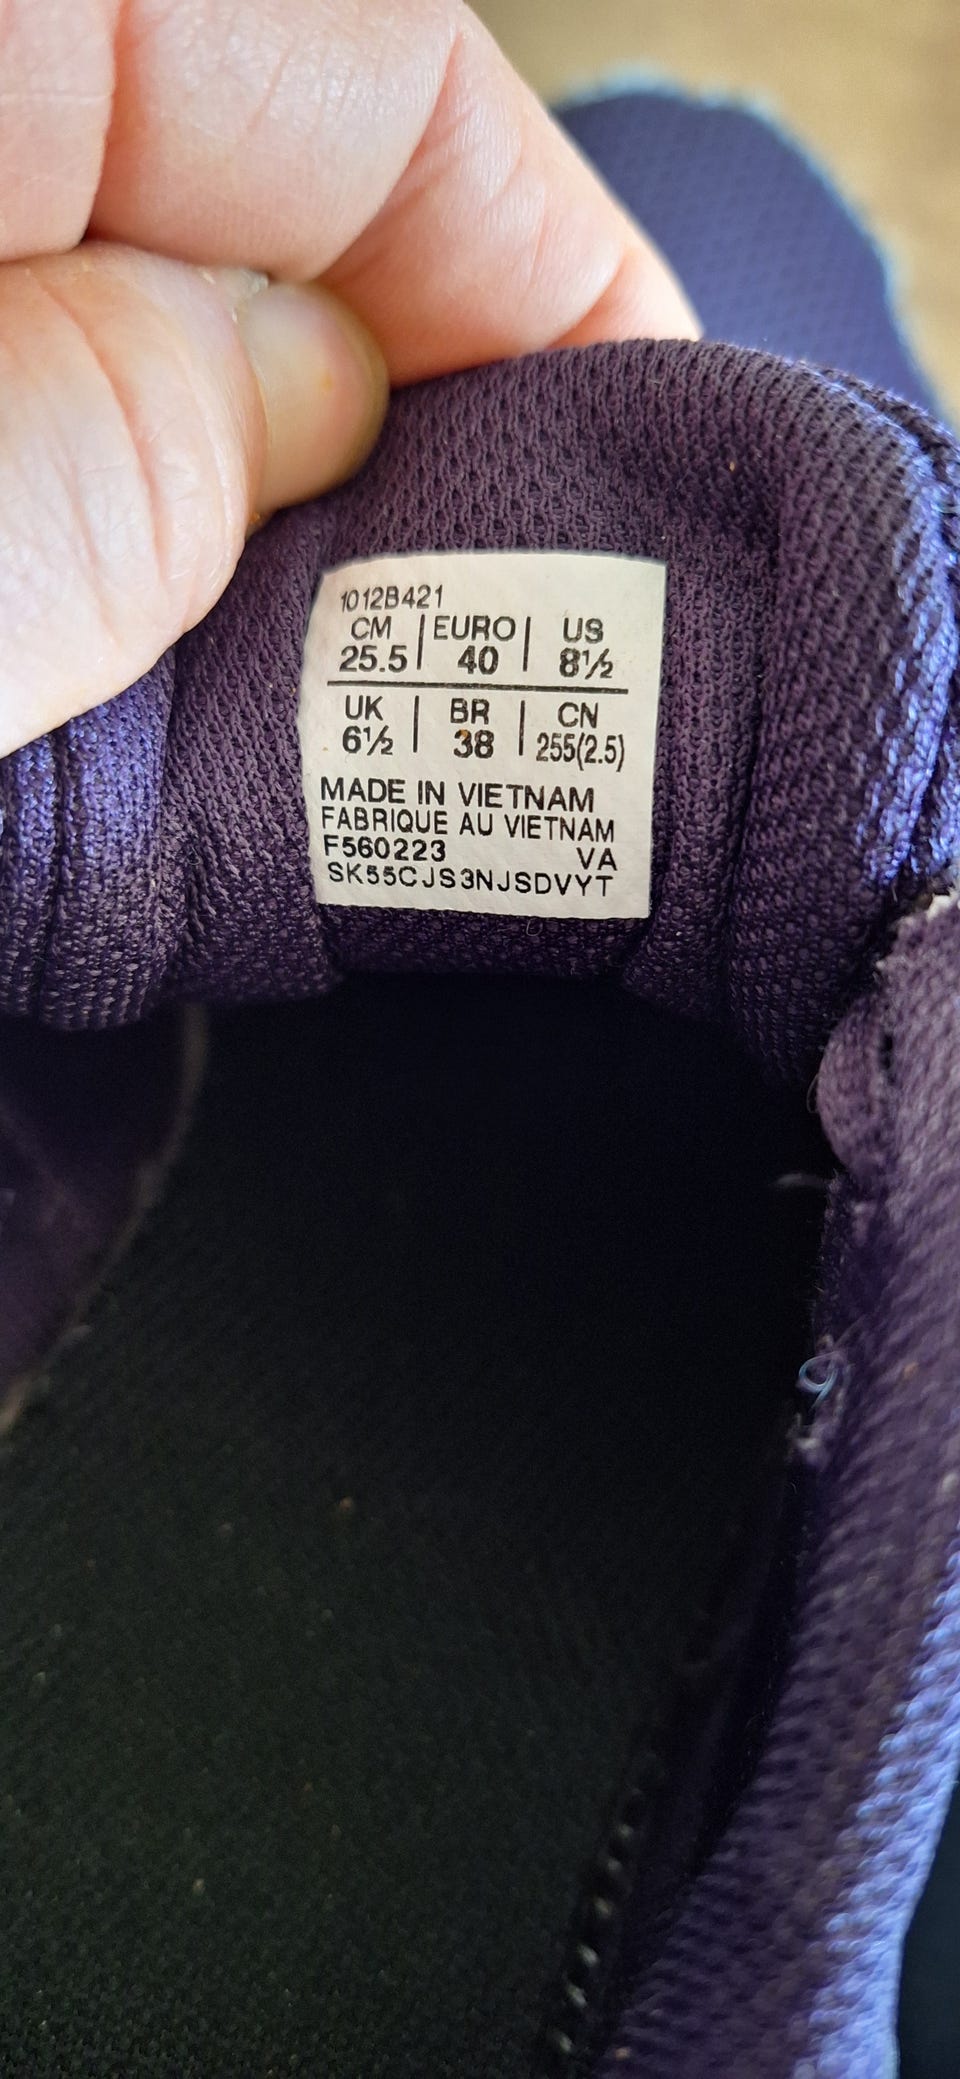 1012B421
CM | EURO | US
25.5 | 40 | 8½
UK | BR | CN
6½ | 38 | 255(2.5)
MADE IN VIETNAM
FABRIQUE AU VIETNAM
F560223 VA
SK55CJS3NJSDVYT